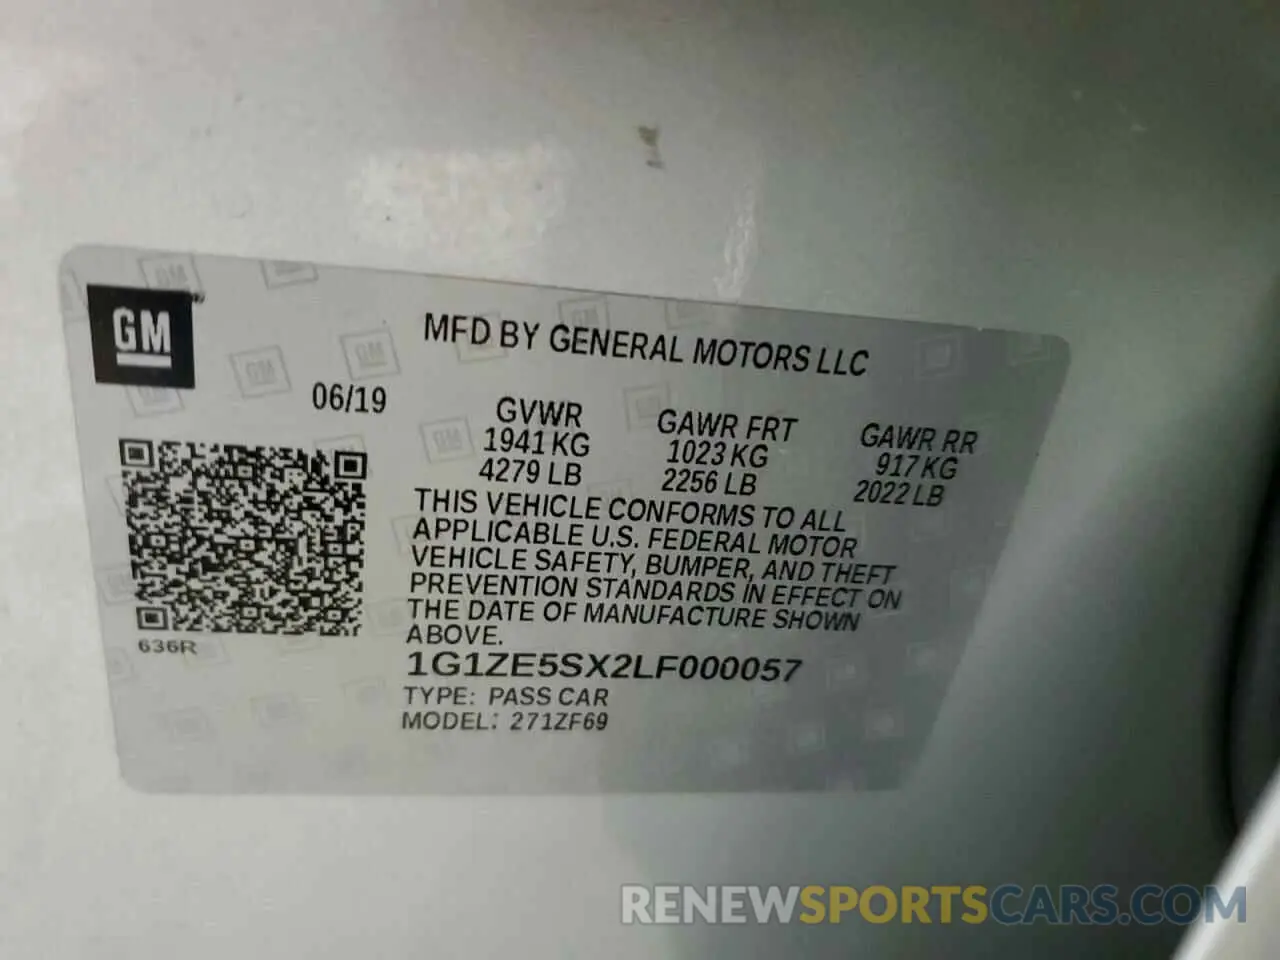 GM
MFD BY GENERAL MOTORS LLC
06/19
GVWR GAWR FRT GAWR RR
1941 KG 1023 KG 917 KG
4279 LB 2256 LB 2022 LB
THIS VEHICLE CONFORMS TO ALL
APPLICABLE U.S. FEDERAL MOTOR
VEHICLE SAFETY, BUMPER, AND THEFT
PREVENTION STANDARDS IN EFFECT ON
THE DATE OF MANUFACTURE SHOWN
ABOVE.
636R
1G1ZE5SX2LF000057
TYPE: PASS CAR
MODEL: 271ZF69
RENEWSPORTSCARS.COM